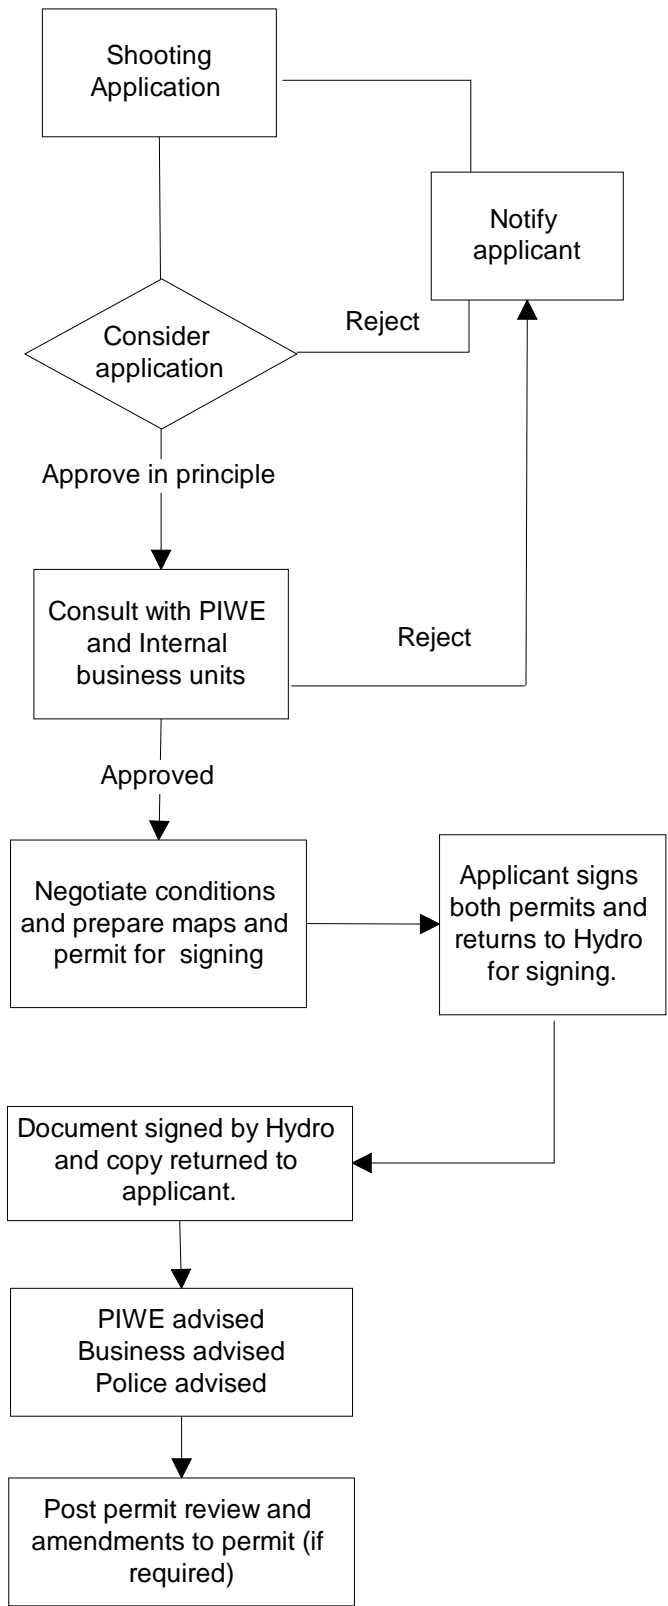 Shooting
Application
Notify
applicant
Reject
Consider
application
Approve in principle
Consult with PIWE
and Internal
business units
Reject
Approved
Negotiate conditions
and prepare maps and
permit for signing
Applicant signs
both permits and
returns to Hydro
for signing.
Document signed by Hydro
and copy returned to
applicant.
PIWE advised
Business advised
Police advised
Post permit review and
amendments to permit (if
required)